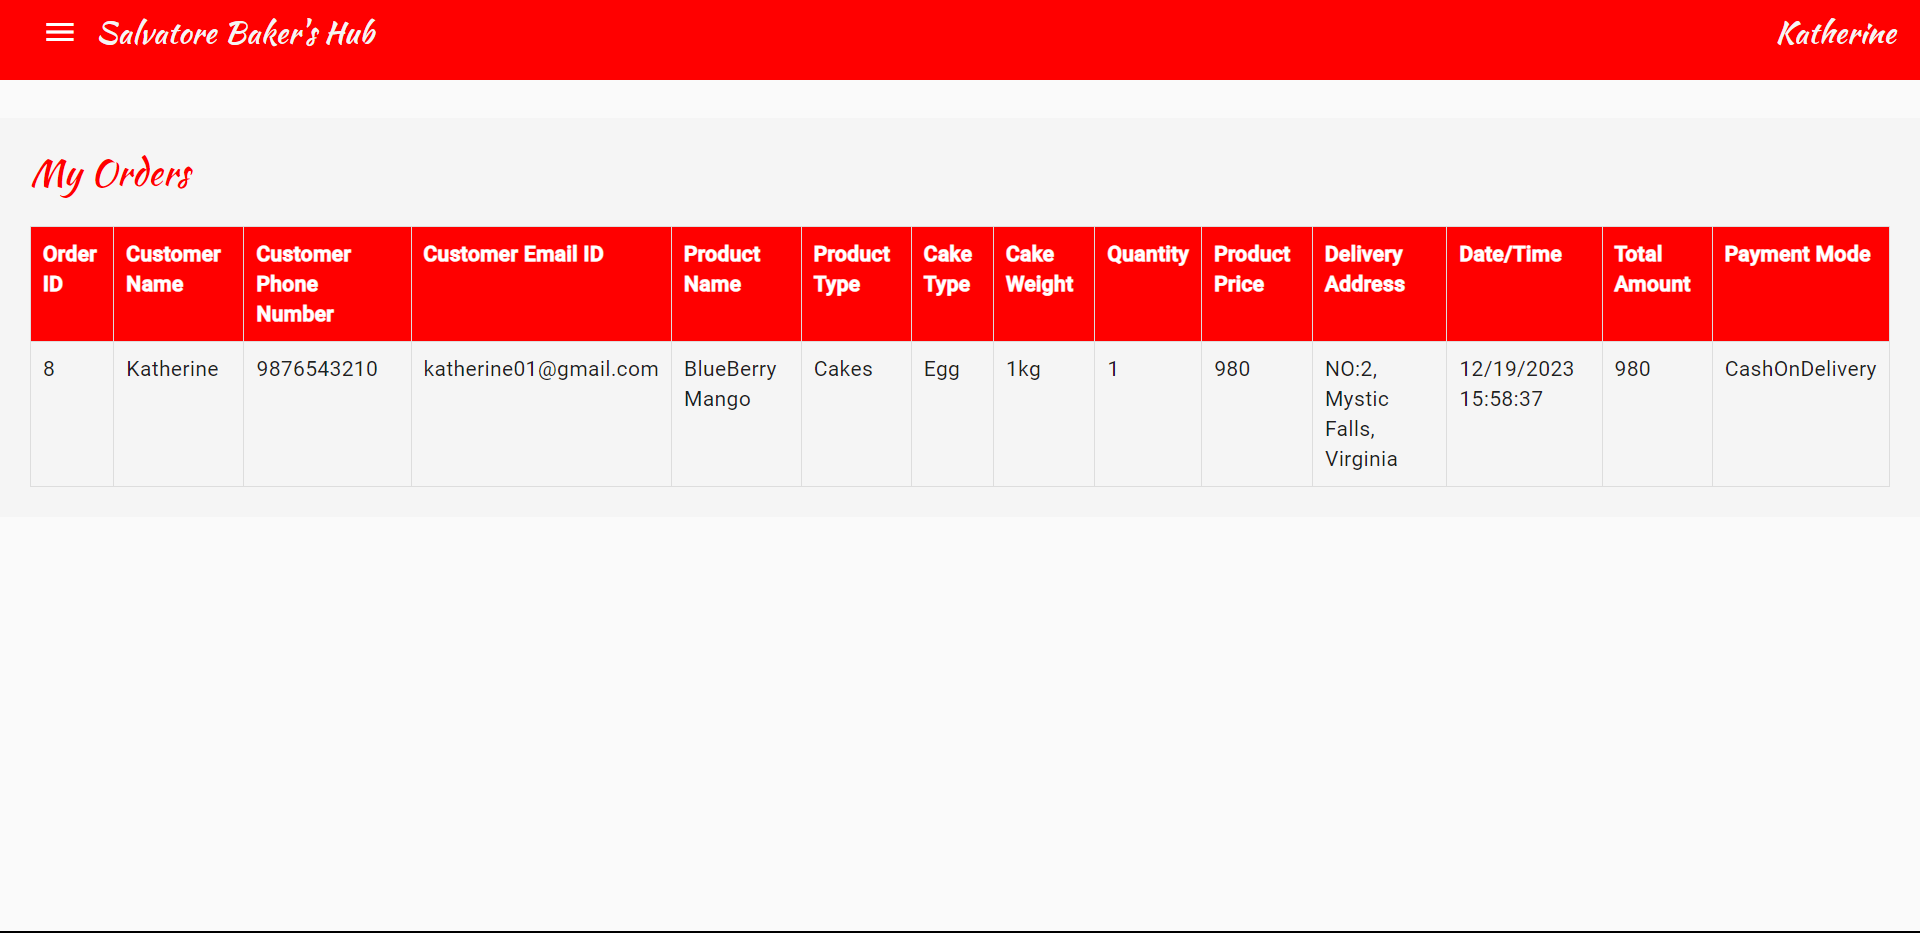 Salvatore Baker's Hub
Katherine
My Orders
Order ID Customer Name Customer Phone Number Customer Email ID Product Name Product Type Cake Type Cake Weight Quantity Product Price Delivery Address Date/Time Total Amount Payment Mode
8 Katherine 9876543210 katherine01@gmail.com BlueBerry Mango Cakes Egg 1kg 1 980 NO:2, Mystic Falls, Virginia 12/19/2023 15:58:37 980 CashOnDelivery